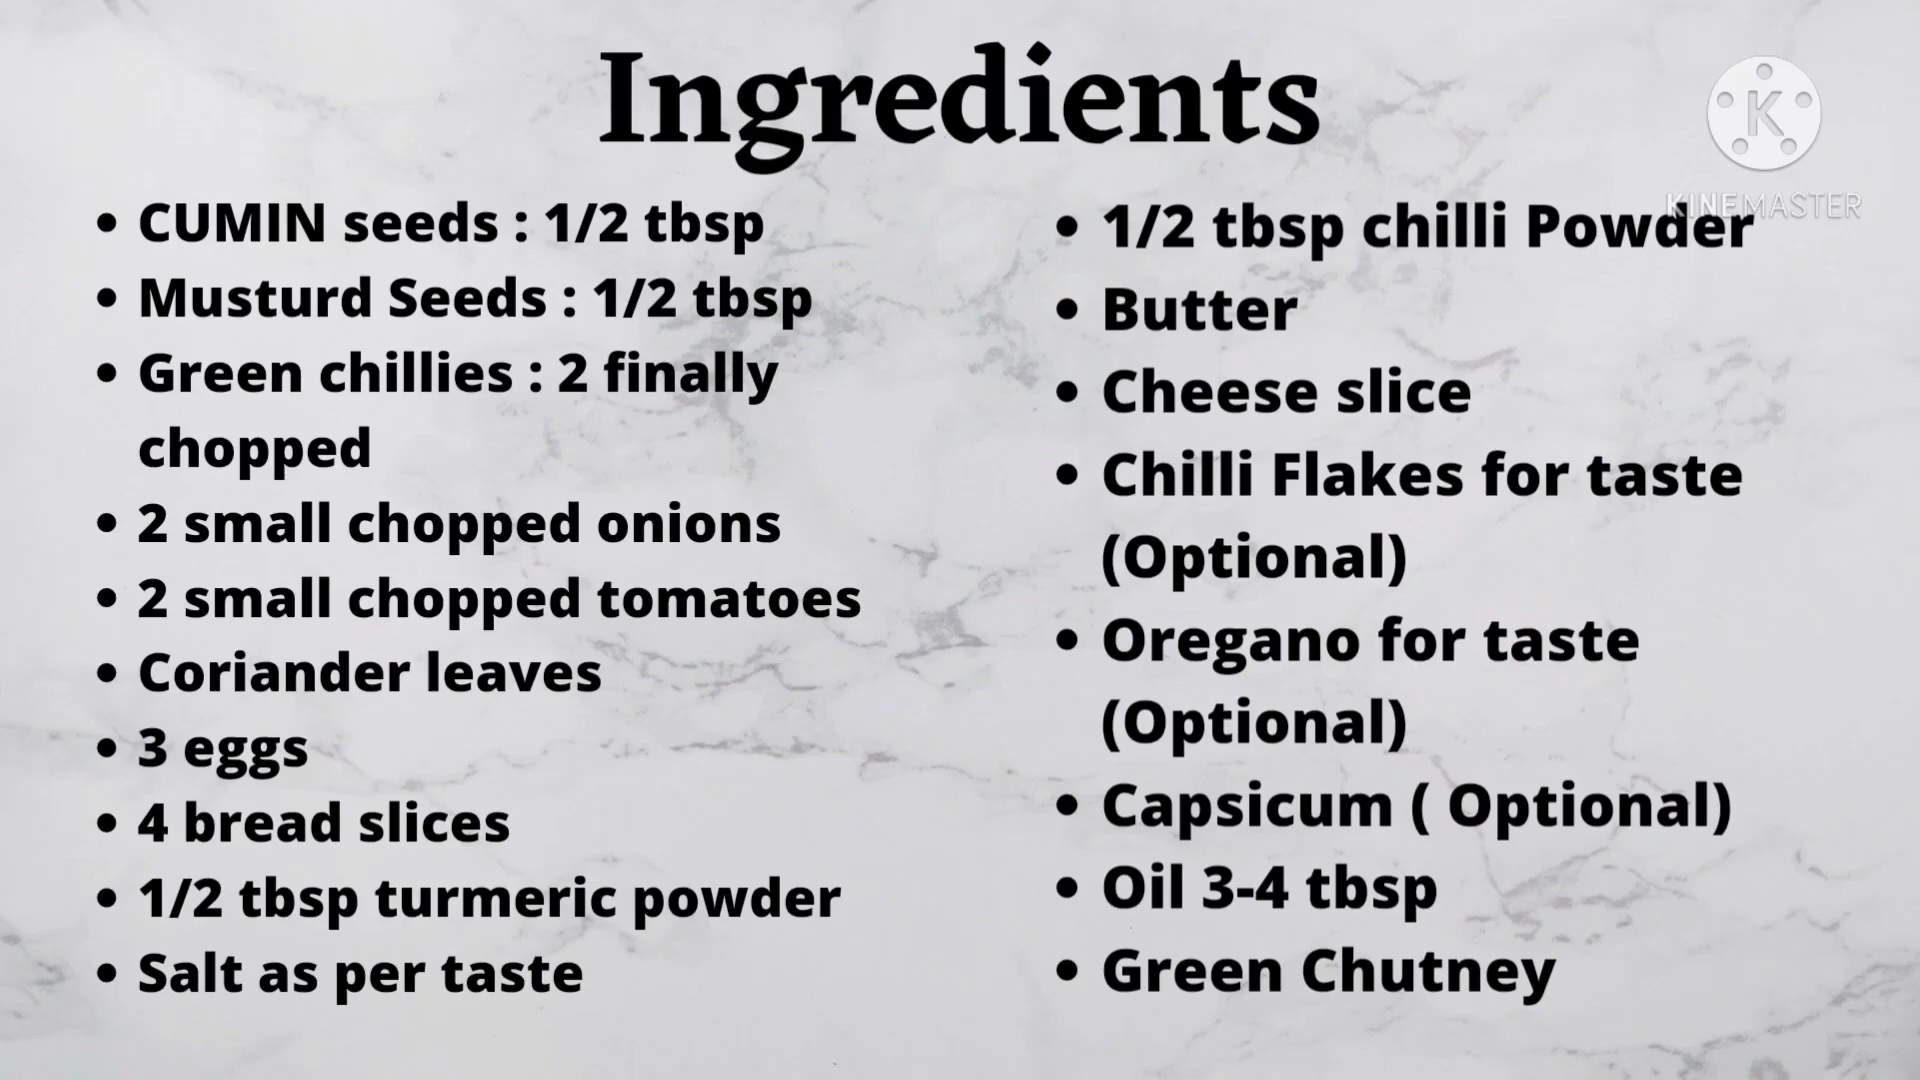 Ingredients
K
KINEMASTER
• CUMIN seeds : 1/2 tbsp
• Musturd Seeds : 1/2 tbsp
• Green chillies : 2 finally
chopped
• 2 small chopped onions
• 2 small chopped tomatoes
• Coriander leaves
• 3 eggs
• 4 bread slices
• 1/2 tbsp turmeric powder
• Salt as per taste
• 1/2 tbsp chilli Powder
• Butter
• Cheese slice
• Chilli Flakes for taste
(Optional)
• Oregano for taste
(Optional)
• Capsicum ( Optional)
• Oil 3-4 tbsp
• Green Chutney